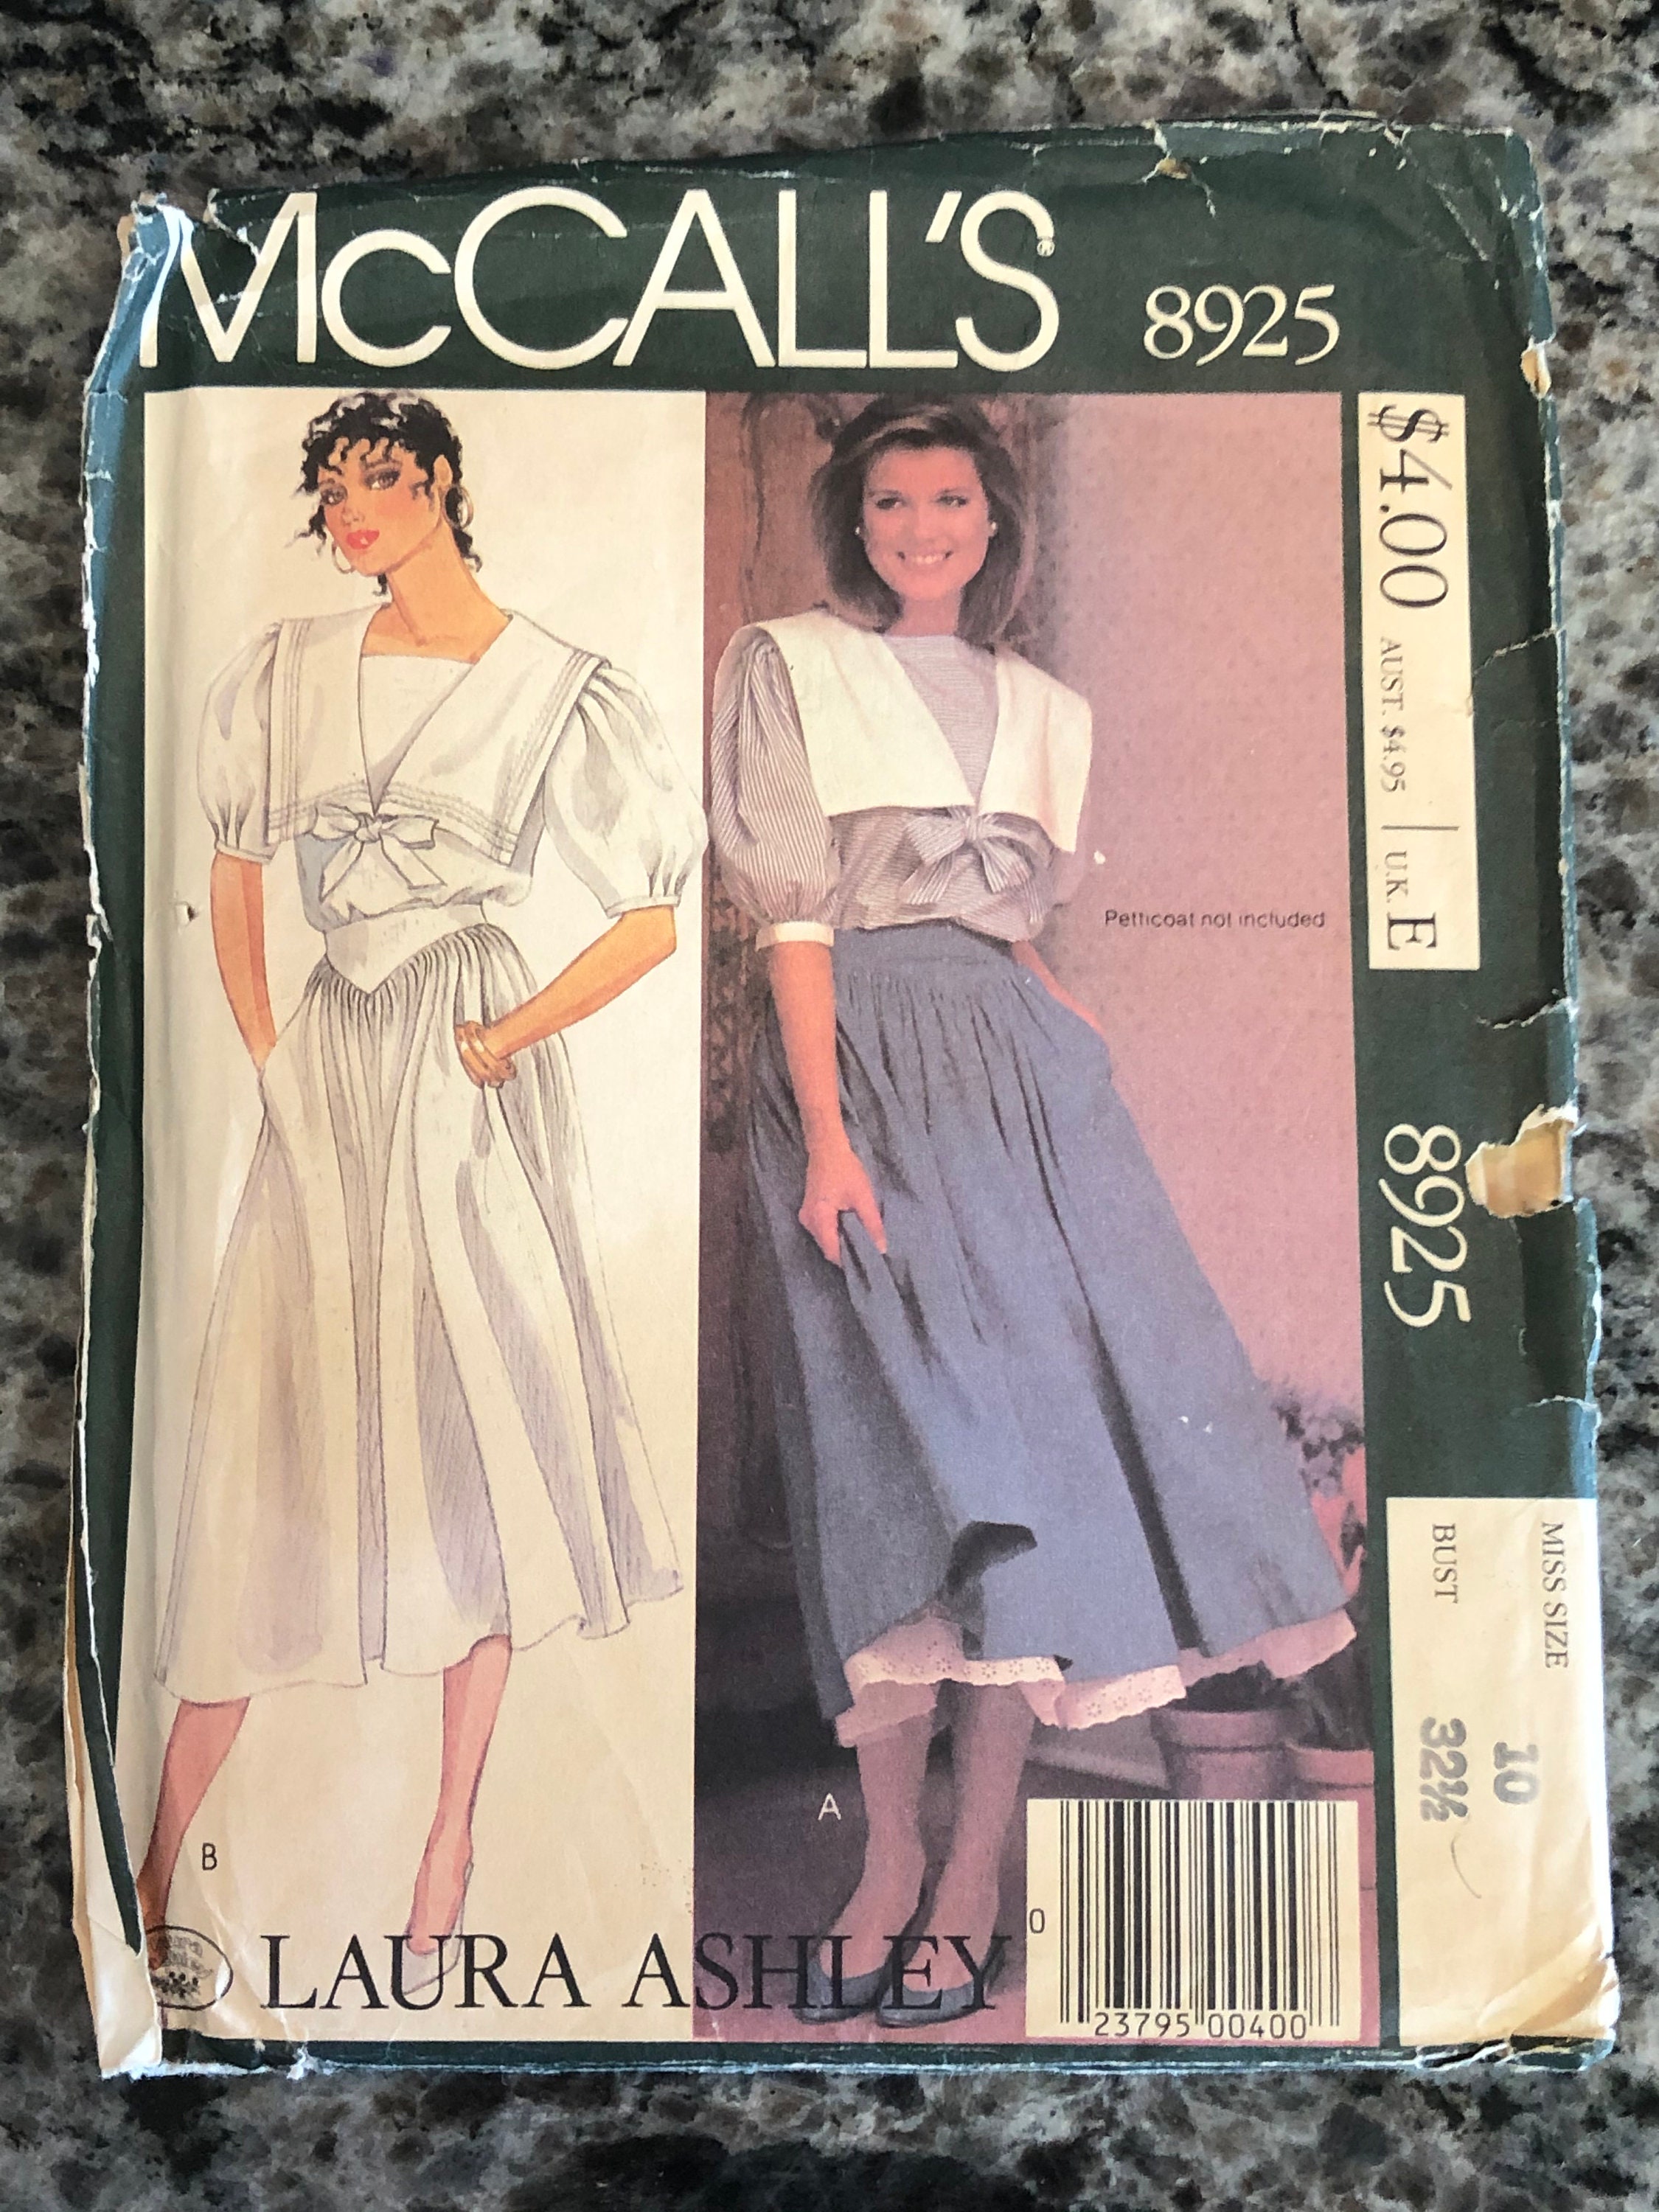 McCALL'S® 8925
$4.00 AUST. $4.95 | U.K. E
Petticoat not included
8925
MISS SIZE 10
BUST 32½
A
B
LAURA ASHLEY
0 23795 00400